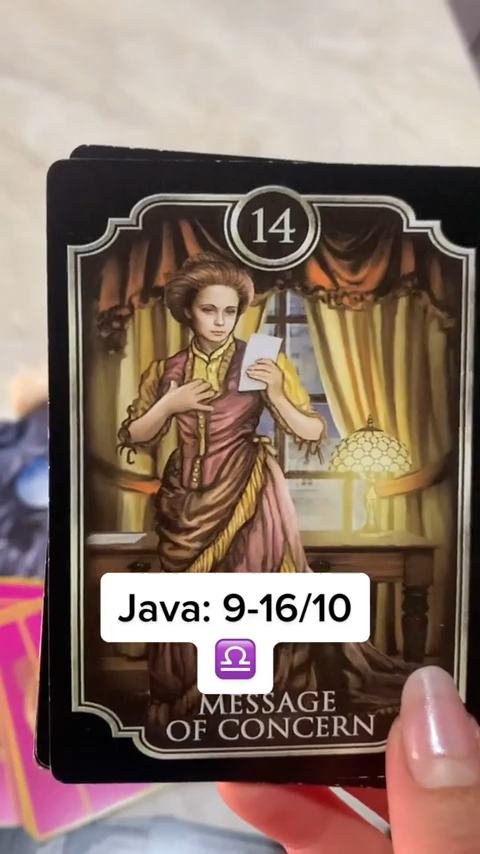 14
Java: 9-16/10
♎
MESSAGE
OF CONCERN